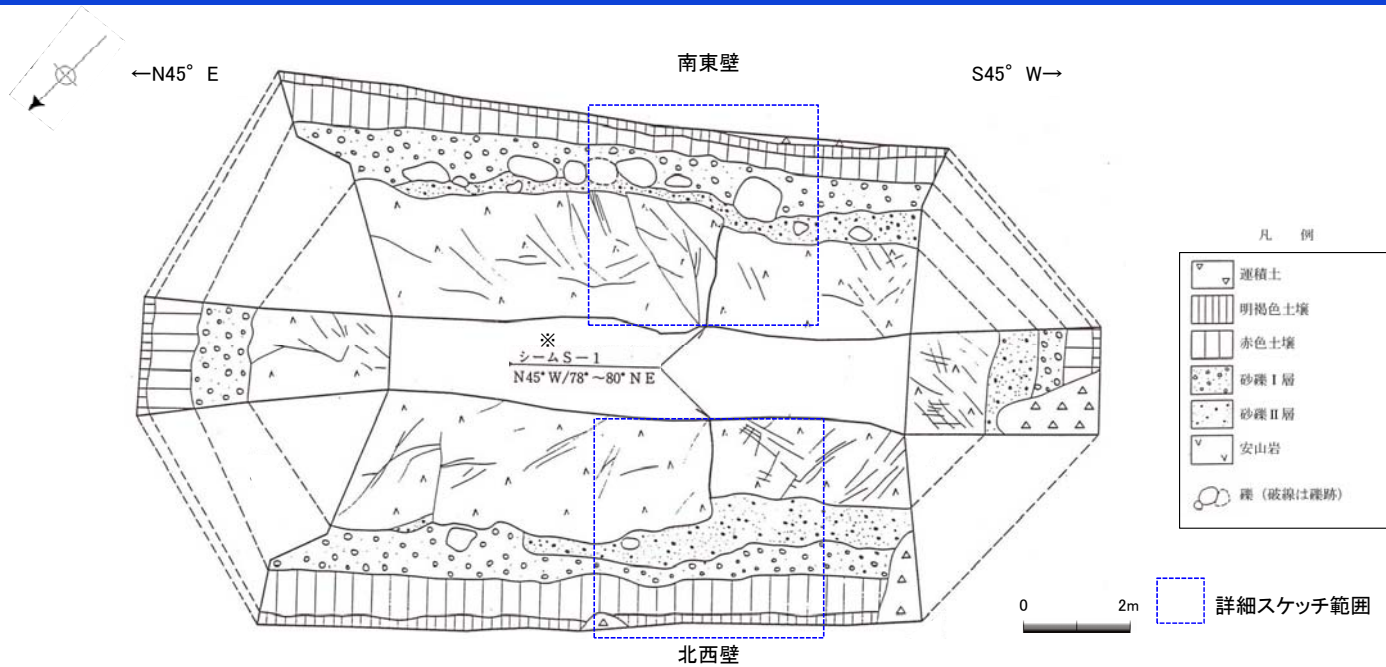 ←N45° E
南東壁
S45° W→
※
シームS-1
N45°W/78°~80°NE
凡 例
運積土
明褐色土壌
赤色土壌
砂礫Ⅰ層
砂礫Ⅱ層
安山岩
礫（破線は礫跡）
0 2m
詳細スケッチ範囲
北西壁